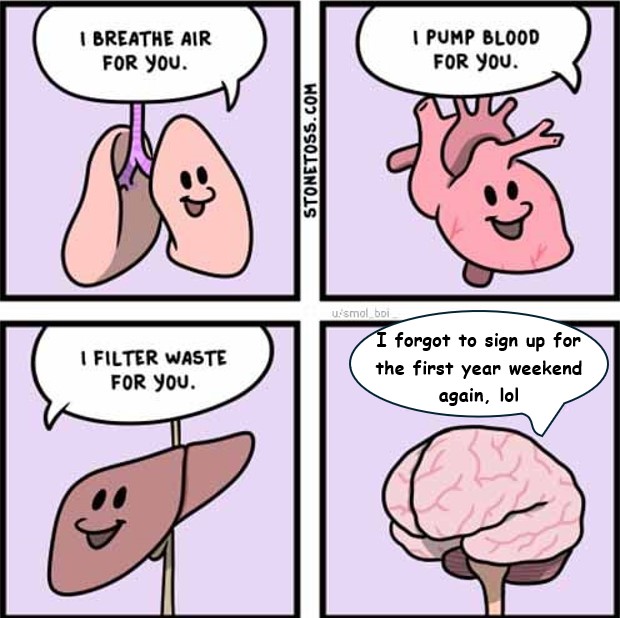 I BREATHE AIR
FOR YOU.
I PUMP BLOOD
FOR YOU.
STONETOSS.COM
u/smol_boi_
I FILTER WASTE
FOR YOU.
I forgot to sign up for
the first year weekend
again, lol